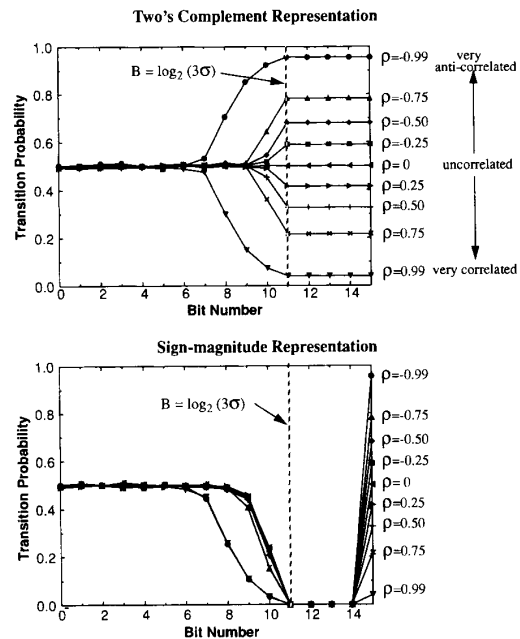 Two's Complement Representation
1.0
0.8
0.6
0.4
0.2
0.0
Transition Probability
B = log2 (3σ)
0 2 4 6 8 10 12 14 15
Bit Number
ρ=-0.99
ρ=-0.75
ρ=-0.50
ρ=-0.25
ρ=0
ρ=0.25
ρ=0.50
ρ=0.75
ρ=0.99
very
anti-correlated
uncorrelated
very correlated
Sign-magnitude Representation
1.0
0.8
0.6
0.4
0.2
0.0
Transition Probability
B = log2 (3σ)
0 2 4 6 8 10 12 14 15
Bit Number
ρ=-0.99
ρ=-0.75
ρ=-0.50
ρ=-0.25
ρ=0
ρ=0.25
ρ=0.50
ρ=0.75
ρ=0.99